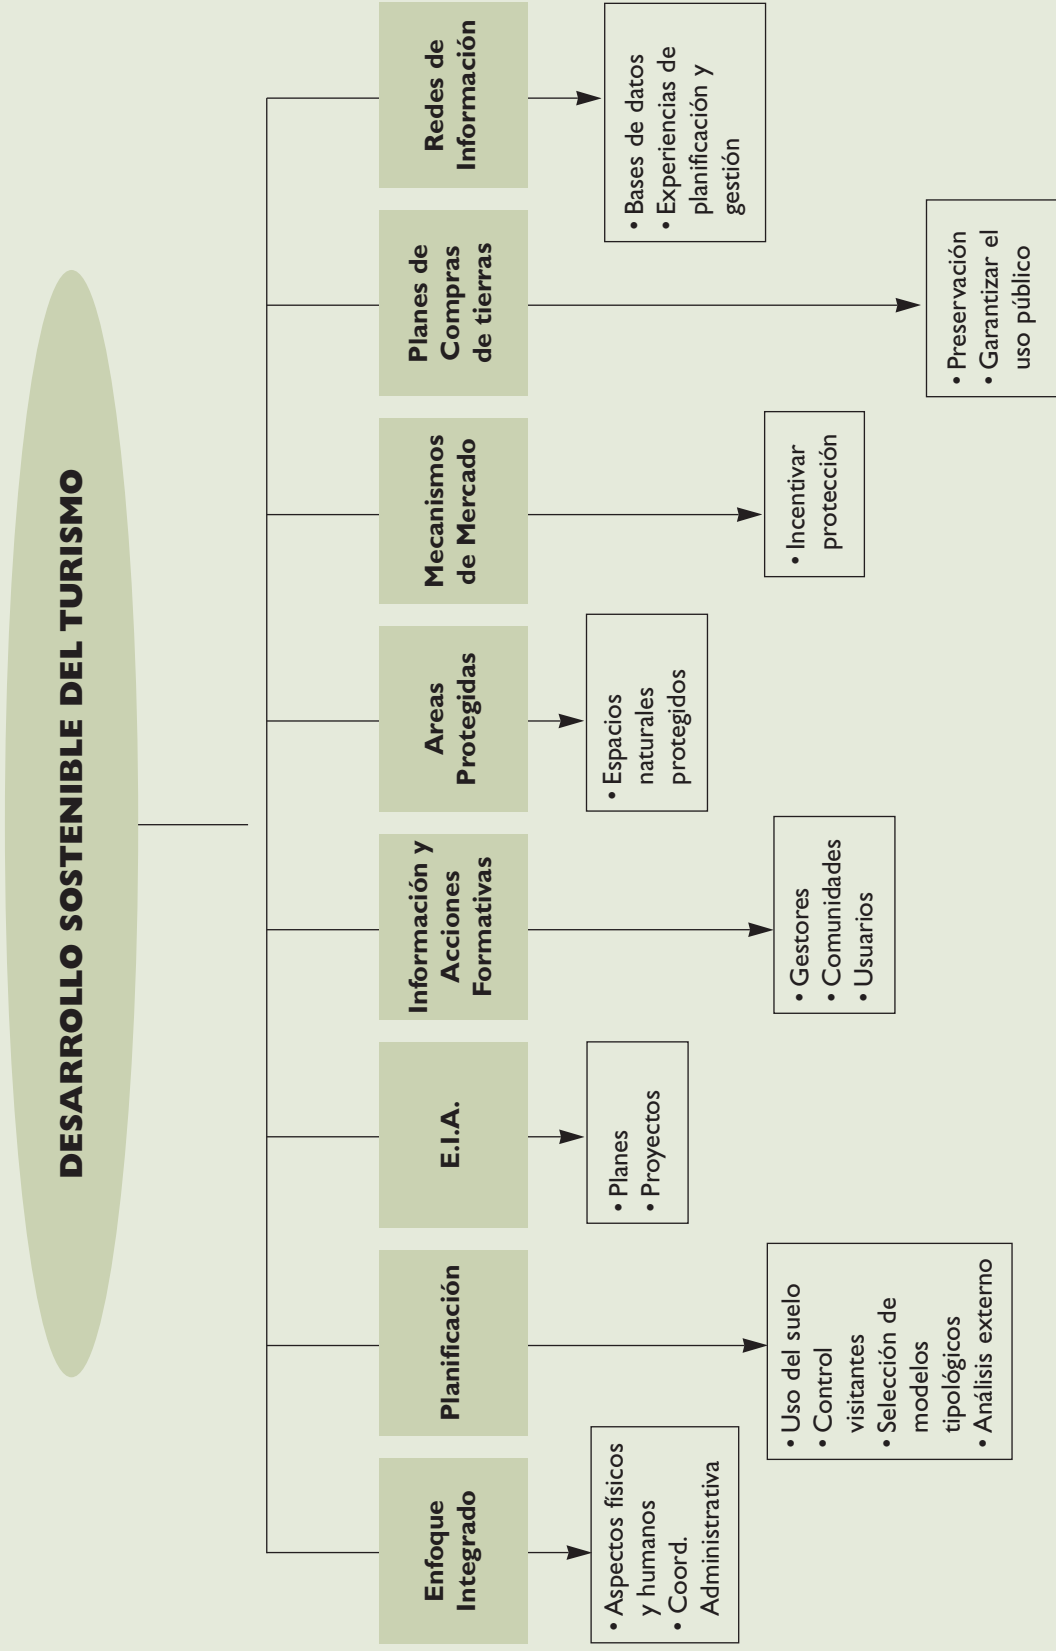 DESARROLLO SOSTENIBLE DEL TURISMO
Enfoque
Integrado
• Aspectos físicos
y humanos
• Coord.
Administrativa
Planificación
• Uso del suelo
• Control
visitantes
• Selección de
modelos
tipológicos
• Análisis externo
E.I.A.
• Planes
• Proyectos
Información y
Acciones
Formativas
• Gestores
• Comunidades
• Usuarios
Areas
Protegidas
• Espacios
naturales
protegidos
Mecanismos
de Mercado
• Incentivar
protección
Planes de
Compras
de tierras
• Preservación
• Garantizar el
uso público
Redes de
Información
• Bases de datos
• Experiencias de
planificación y
gestión